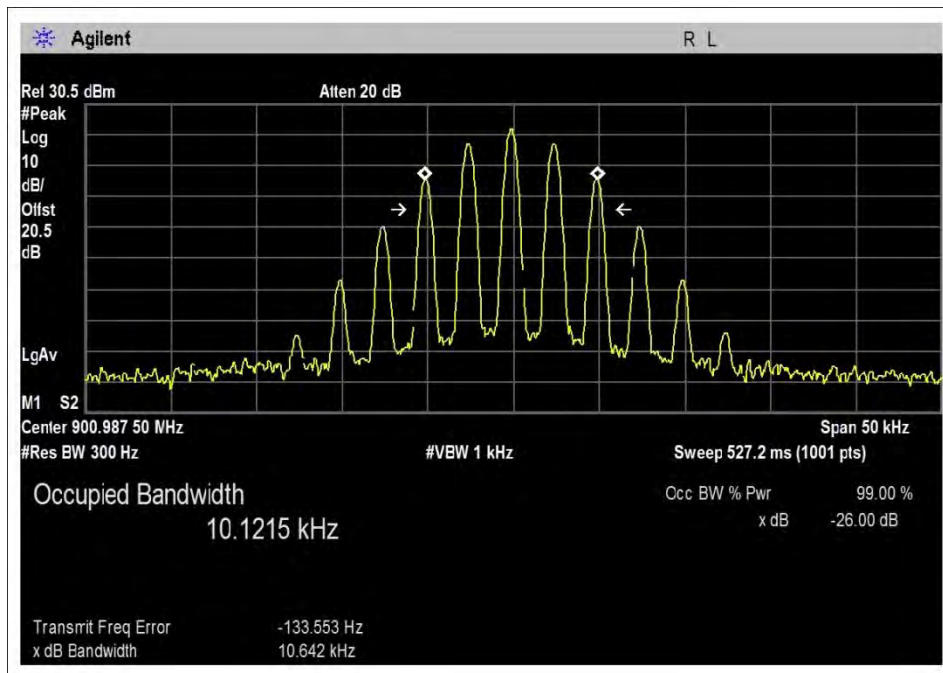 Agilent R L
Ref 30.5 dBm Atten 20 dB
#Peak
Log
10
dB/
Offst
20.5
dB
LgAv
M1 S2
Center 900.987 50 MHz Span 50 kHz
#Res BW 300 Hz #VBW 1 kHz Sweep 527.2 ms (1001 pts)
Occupied Bandwidth Occ BW % Pwr 99.00 %
10.1215 kHz x dB -26.00 dB
Transmit Freq Error -133.553 Hz
x dB Bandwidth 10.642 kHz